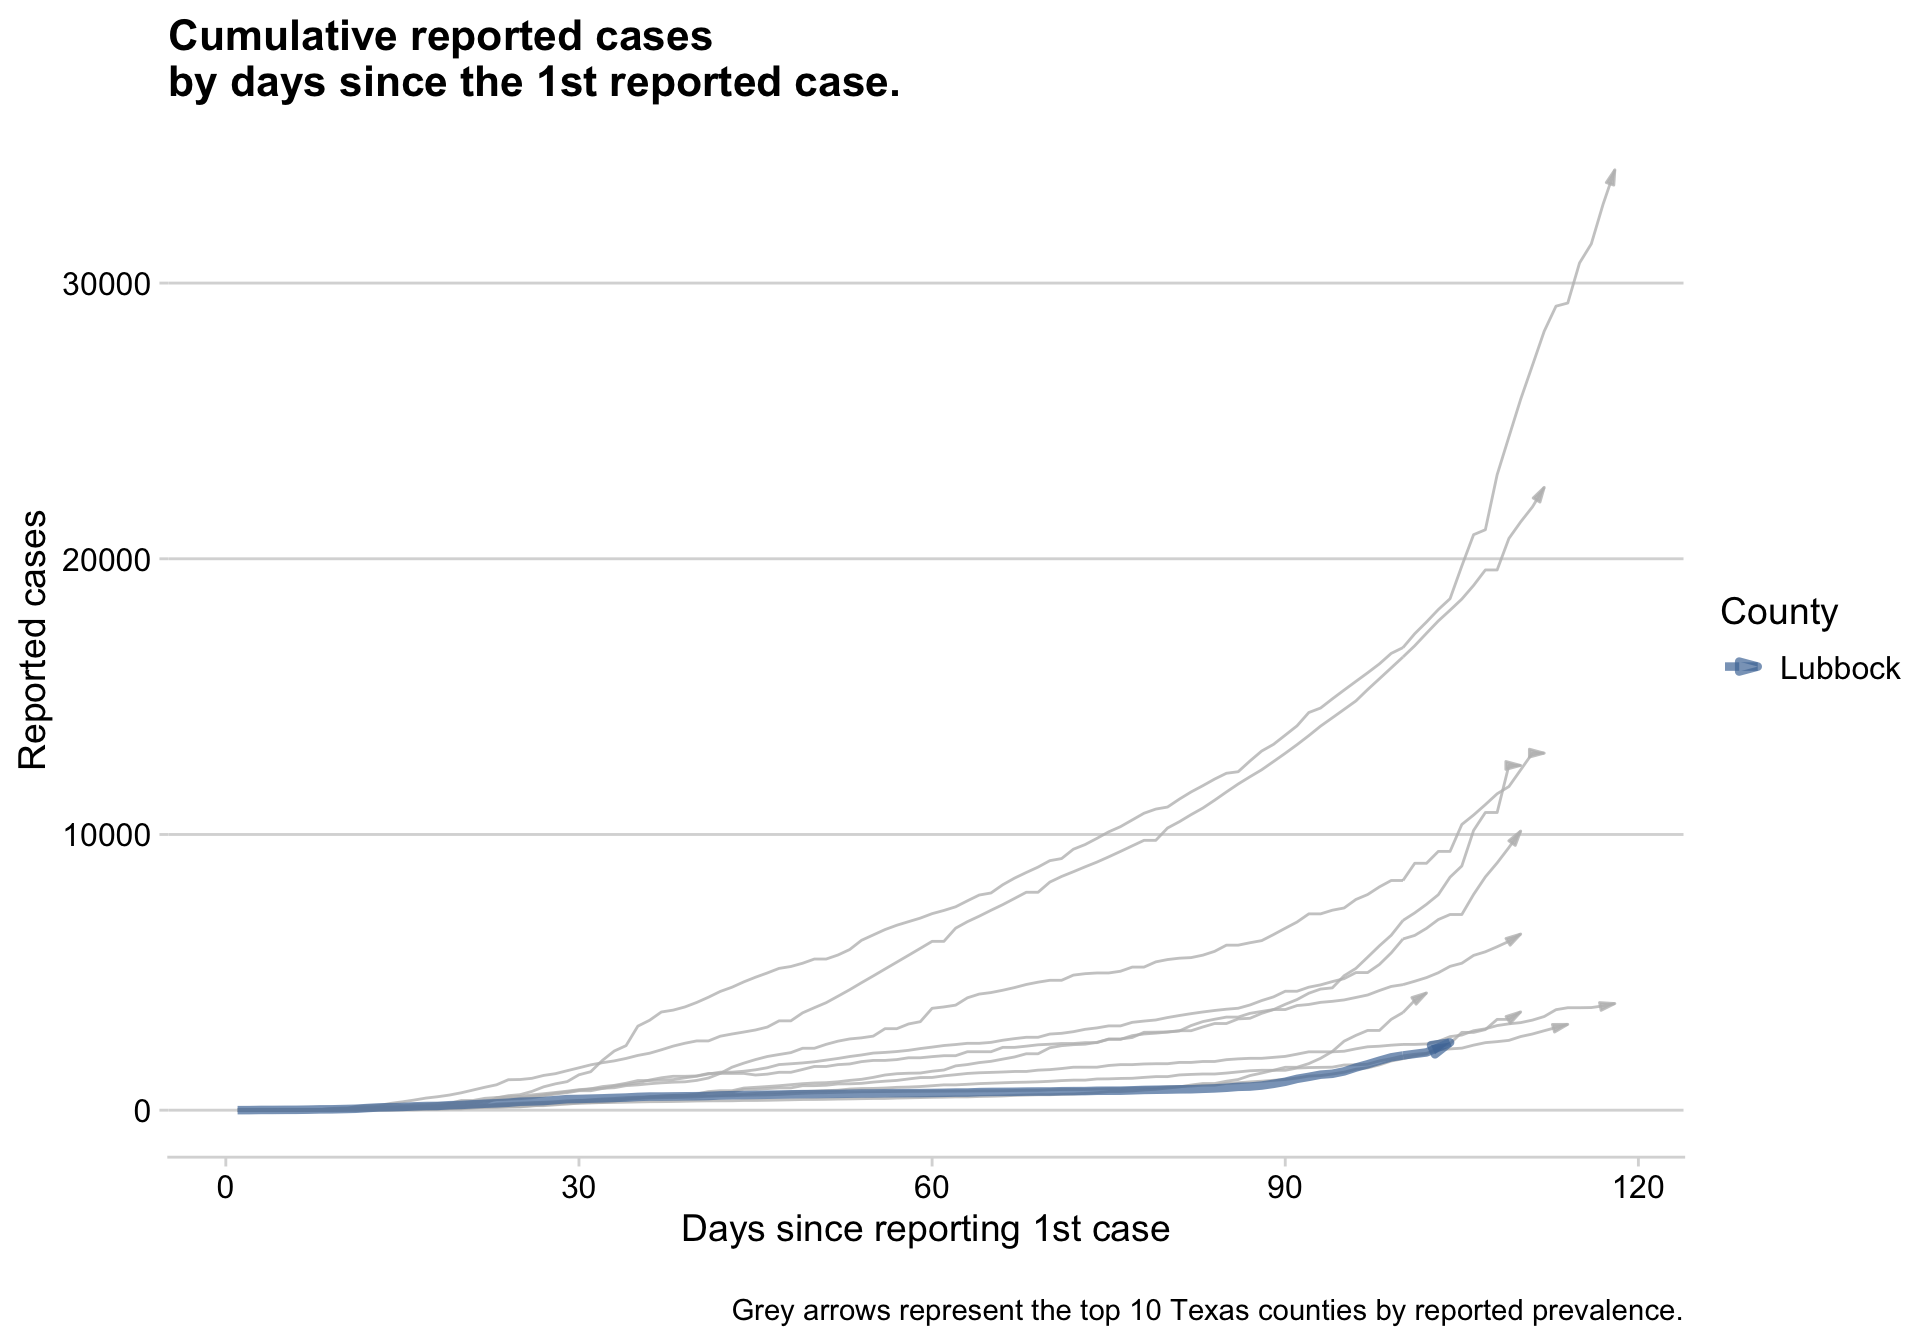 Cumulative reported cases
by days since the 1st reported case.
30000
20000
10000
0
Reported cases
0 30 60 90 120
Days since reporting 1st case
County
Lubbock
Grey arrows represent the top 10 Texas counties by reported prevalence.